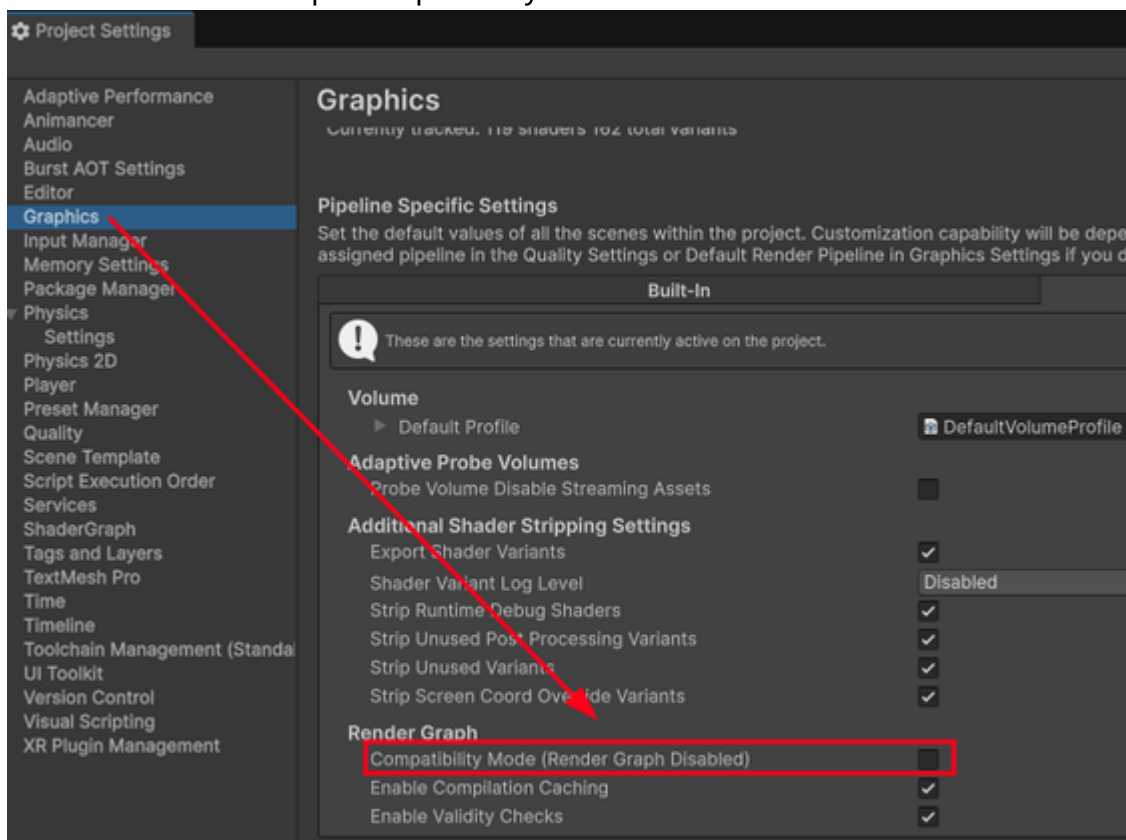 Project Settings
Adaptive Performance
Animancer
Audio
Burst AOT Settings
Editor
Graphics
Input Manager
Memory Settings
Package Manager
Physics
Settings
Physics 2D
Player
Preset Manager
Quality
Scene Template
Script Execution Order
Services
ShaderGraph
Tags and Layers
TextMesh Pro
Time
Timeline
Toolchain Management (Standal
UI Toolkit
Version Control
Visual Scripting
XR Plugin Management
Graphics
Currently tracked: 119 shaders 162 total variants
Pipeline Specific Settings
Set the default values of all the scenes within the project. Customization capability will be depe
assigned pipeline in the Quality Settings or Default Render Pipeline in Graphics Settings if you d
Built-In
These are the settings that are currently active on the project.
Volume
Default Profile DefaultVolumeProfile
Adaptive Probe Volumes
Probe Volume Disable Streaming Assets
Additional Shader Stripping Settings
Export Shader Variants
Shader Variant Log Level Disabled
Strip Runtime Debug Shaders
Strip Unused Post Processing Variants
Strip Unused Variants
Strip Screen Coord Override Variants
Render Graph
Compatibility Mode (Render Graph Disabled)
Enable Compilation Caching
Enable Validity Checks